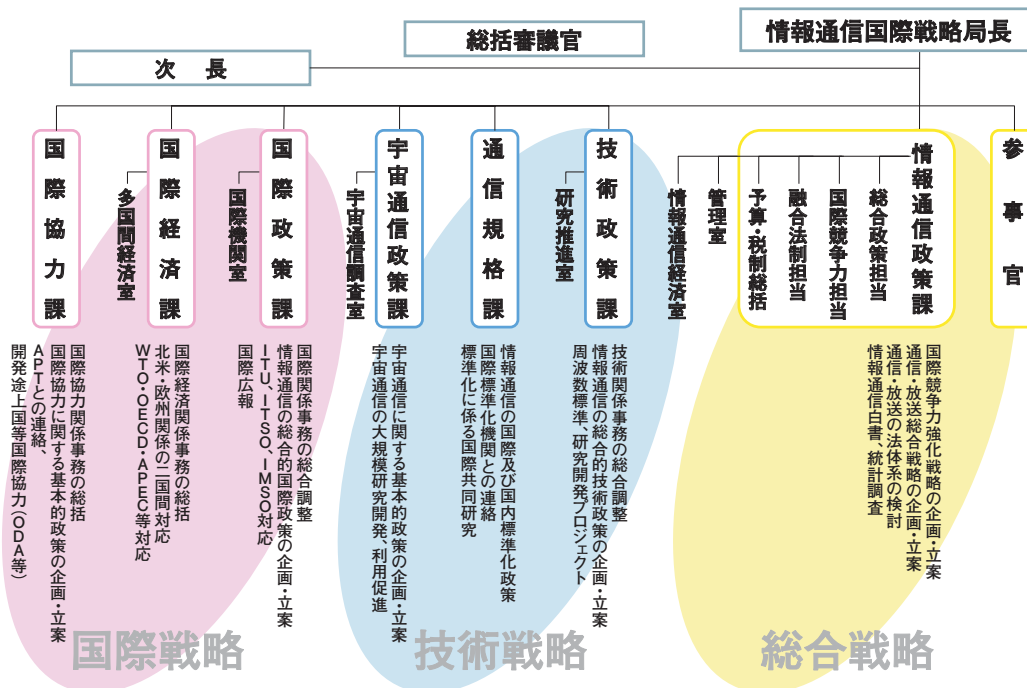 総括審議官
情報通信国際戦略局長
次 長
参事官
情報通信政策課
総合政策担当
国際競争力担当
融合法制担当
予算・税制総括
管理室
情報通信経済室
技術政策課
研究推進室
通信規格課
宇宙通信政策課
宇宙通信調査室
国際政策課
国際機関室
国際経済課
多国間経済室
国際協力課
国際競争力強化戦略の企画・立案
通信・放送総合戦略の企画・立案
通信・放送の法体系の検討
情報通信白書、統計調査
技術関係事務の総合調整
情報通信の総合的技術政策の企画・立案
周波数標準、研究開発プロジェクト
情報通信の国際及び国内標準化政策
国際標準化機関との連絡
標準化に係る国際共同研究
宇宙通信に関する基本的政策の企画・立案
宇宙通信の大規模研究開発、利用促進
国際関係事務の総合調整
情報通信の総合的国際政策の企画・立案
ITU、ITSO、IMSO対応
国際広報
国際経済関係事務の総括
北米・欧州関係の二国間対応
WTO・OECD・APEC等対応
国際協力関係事務の総括
国際協力に関する基本的政策の企画・立案
APTとの連絡、
開発途上国等国際協力(ODA等)
国際戦略
技術戦略
総合戦略